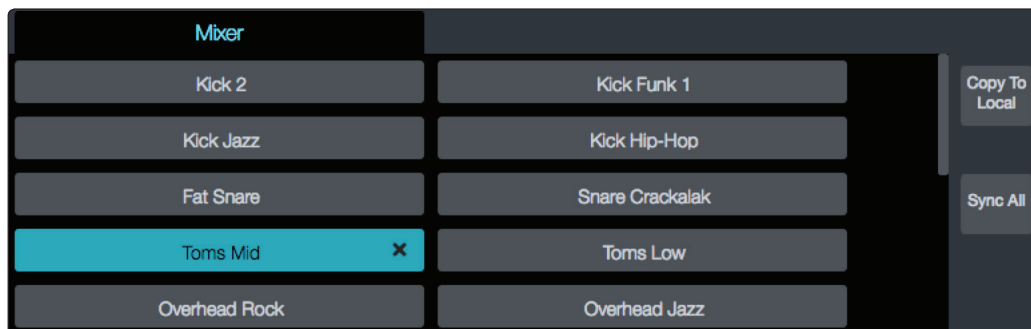 Mixer
Kick 2
Kick Funk 1
Copy To
Local
Kick Jazz
Kick Hip-Hop
Fat Snare
Snare Crackalak
Sync All
Toms Mid
Toms Low
Overhead Rock
Overhead Jazz